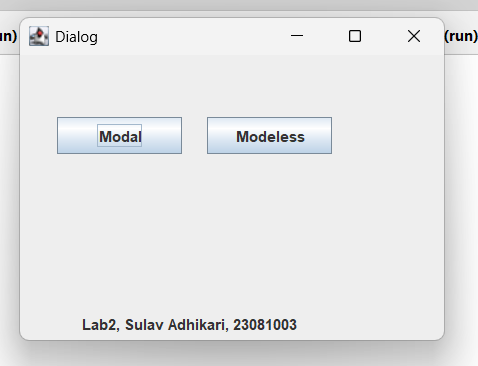 un)
Dialog
(run)
Modal
Modeless
Lab2, Sulav Adhikari, 23081003